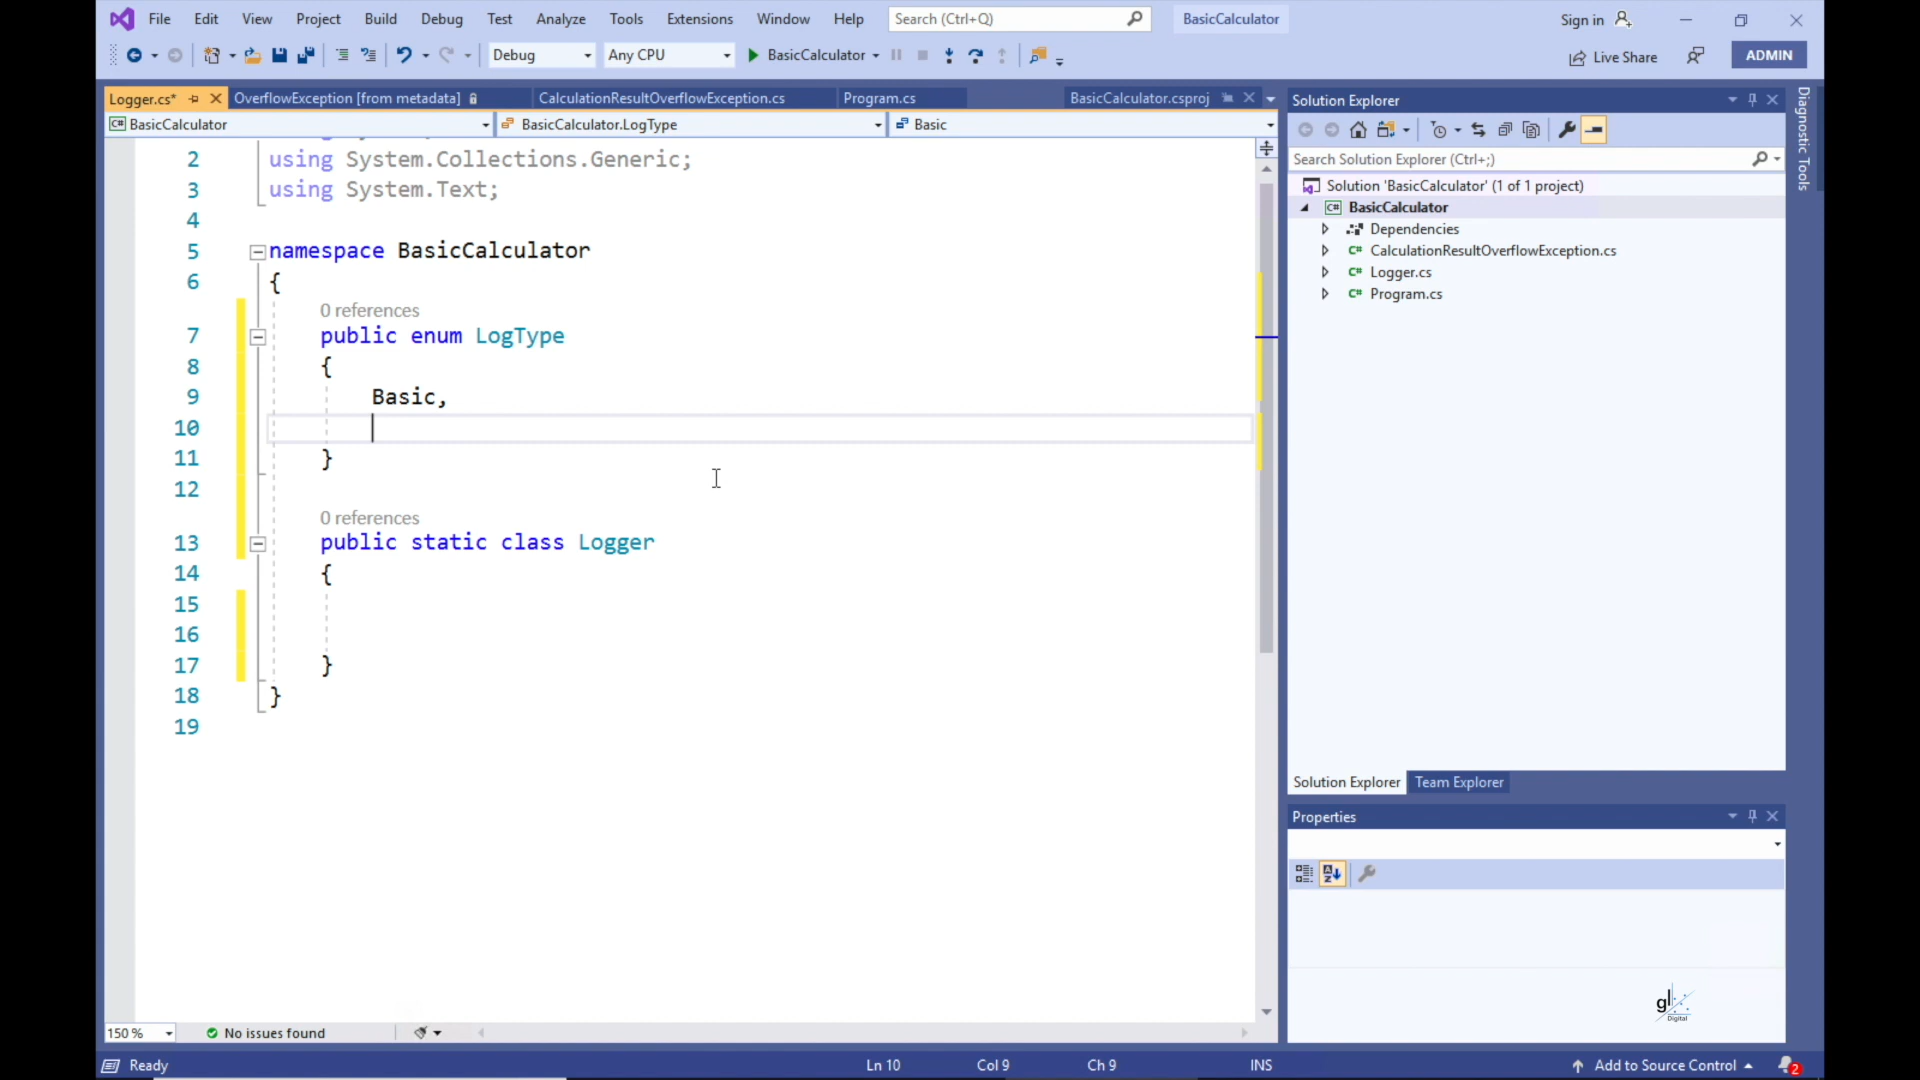 File Edit View Project Build Debug Test Analyze Tools Extensions Window Help Search (Ctrl+Q) BasicCalculator Sign in
Debug Any CPU BasicCalculator Live Share ADMIN
Logger.cs* OverflowException [from metadata] CalculationResultOverflowException.cs Program.cs BasicCalculator.csproj
BasicCalculator BasicCalculator.LogType Basic
2 using System.Collections.Generic;
3 using System.Text;
4
5 namespace BasicCalculator
6 {
0 references
7 public enum LogType
8 {
9 Basic,
10
11 }
12
0 references
13 public static class Logger
14 {
15
16
17 }
18 }
19
150 % No issues found
Ready Ln 10 Col 9 Ch 9 INS Add to Source Control 2
Solution Explorer
Search Solution Explorer (Ctrl+;)
Solution 'BasicCalculator' (1 of 1 project)
C# BasicCalculator
Dependencies
C# CalculationResultOverflowException.cs
C# Logger.cs
C# Program.cs
Solution Explorer Team Explorer
Properties
Diagnostic Tools
gl
Digital